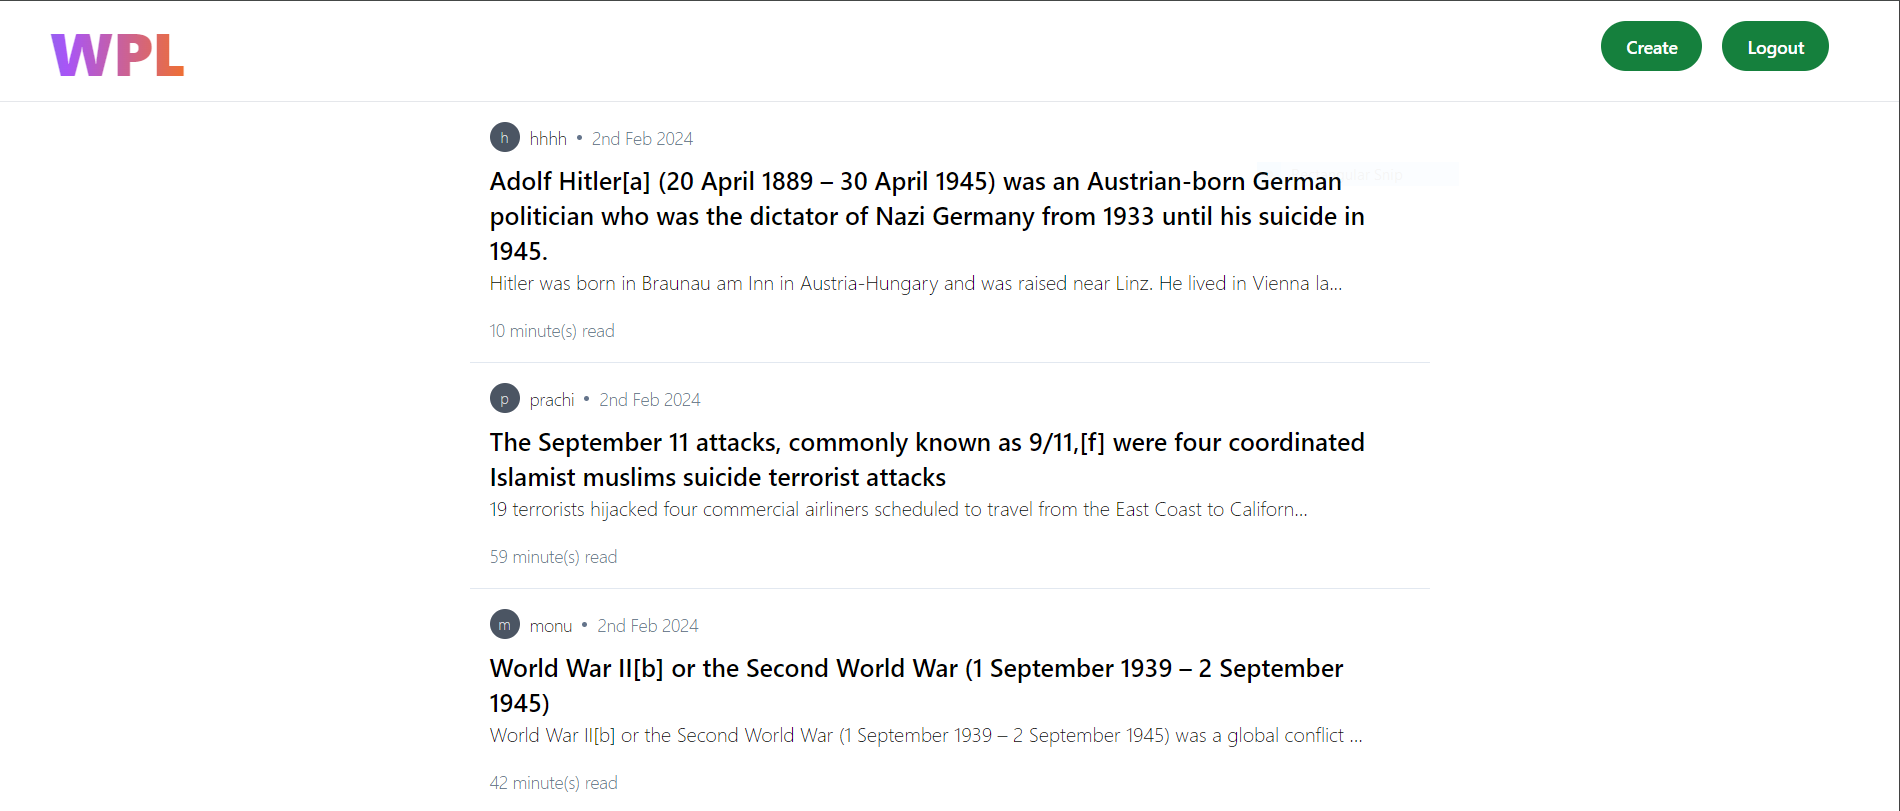 WPL
Create
Logout
h hhhh • 2nd Feb 2024
Adolf Hitler[a] (20 April 1889 – 30 April 1945) was an Austrian-born German
politician who was the dictator of Nazi Germany from 1933 until his suicide in
1945.
Hitler was born in Braunau am Inn in Austria-Hungary and was raised near Linz. He lived in Vienna la...
10 minute(s) read
p prachi • 2nd Feb 2024
The September 11 attacks, commonly known as 9/11,[f] were four coordinated
Islamist muslims suicide terrorist attacks
19 terrorists hijacked four commercial airliners scheduled to travel from the East Coast to Californ...
59 minute(s) read
m monu • 2nd Feb 2024
World War II[b] or the Second World War (1 September 1939 – 2 September
1945)
World War II[b] or the Second World War (1 September 1939 – 2 September 1945) was a global conflict ...
42 minute(s) read